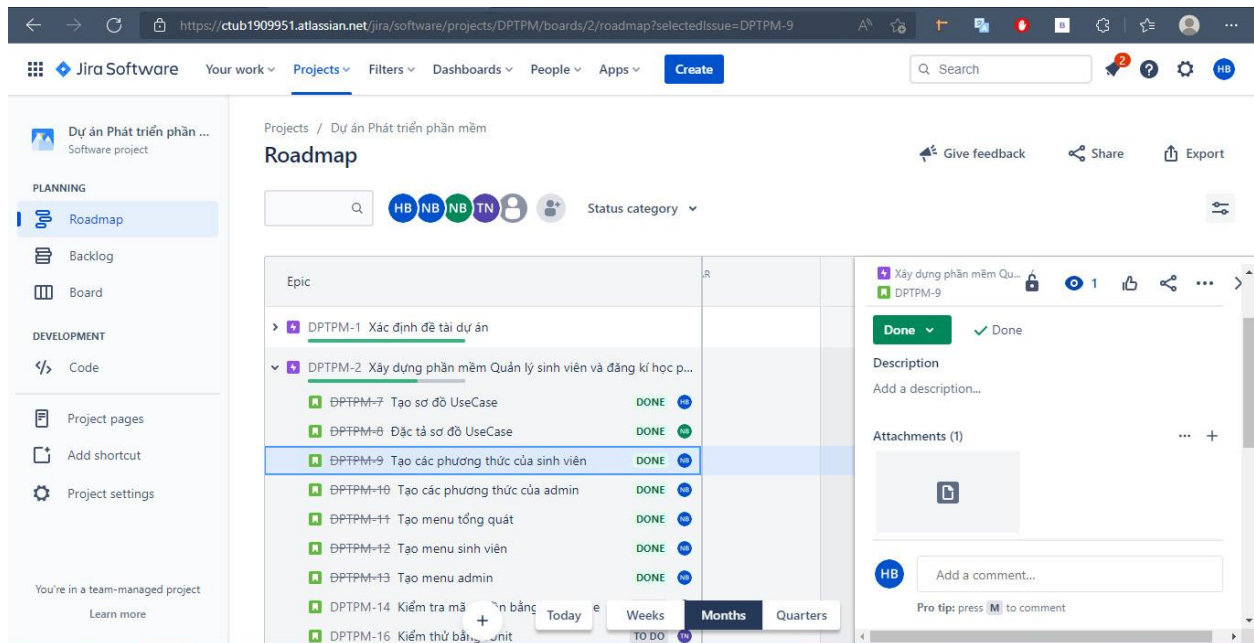 https://ctub1909951.atlassian.net/jira/software/projects/DPTPM/boards/2/roadmap?selectedIssue=DPTPM-9
Jira Software Your work Projects Filters Dashboards People Apps Create Search 2 HB
Dự án Phát triển phần ...
Software project
PLANNING
Roadmap
Backlog
Board
DEVELOPMENT
Code
Project pages
Add shortcut
Project settings
You're in a team-managed project
Learn more
Projects / Dự án Phát triển phần mềm
Roadmap
Give feedback Share Export
HB NB NB TN Status category
Epic
DPTPM-1 Xác định đề tài dự án
DPTPM-2 Xây dựng phần mềm Quản lý sinh viên và đăng kí học p...
DPTPM-7 Tạo sơ đồ UseCase DONE HB
DPTPM-8 Đặc tả sơ đồ UseCase DONE NB
DPTPM-9 Tạo các phương thức của sinh viên DONE NB
DPTPM-10 Tạo các phương thức của admin DONE NB
DPTPM-11 Tạo menu tổng quát DONE NB
DPTPM-12 Tạo menu sinh viên DONE NB
DPTPM-13 Tạo menu admin DONE NB
DPTPM-14 Kiểm tra mã bằng
DPTPM-16 Kiểm thử bằng TO DO TN
Today Weeks Months Quarters
Xây dựng phần mềm Qu...
DPTPM-9
1
Done Done
Description
Add a description...
Attachments (1)
HB Add a comment...
Pro tip: press M to comment